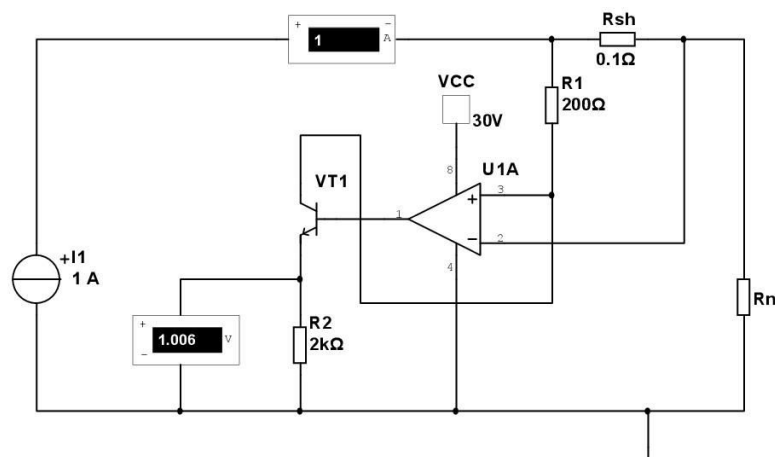 + 1 A −
Rsh
0.1Ω
VCC
30V
R1
200Ω
8
U1A
VT1
3
+
1
−
2
4
+I1
1 A
Rn
+
1.006 V
−
R2
2kΩ